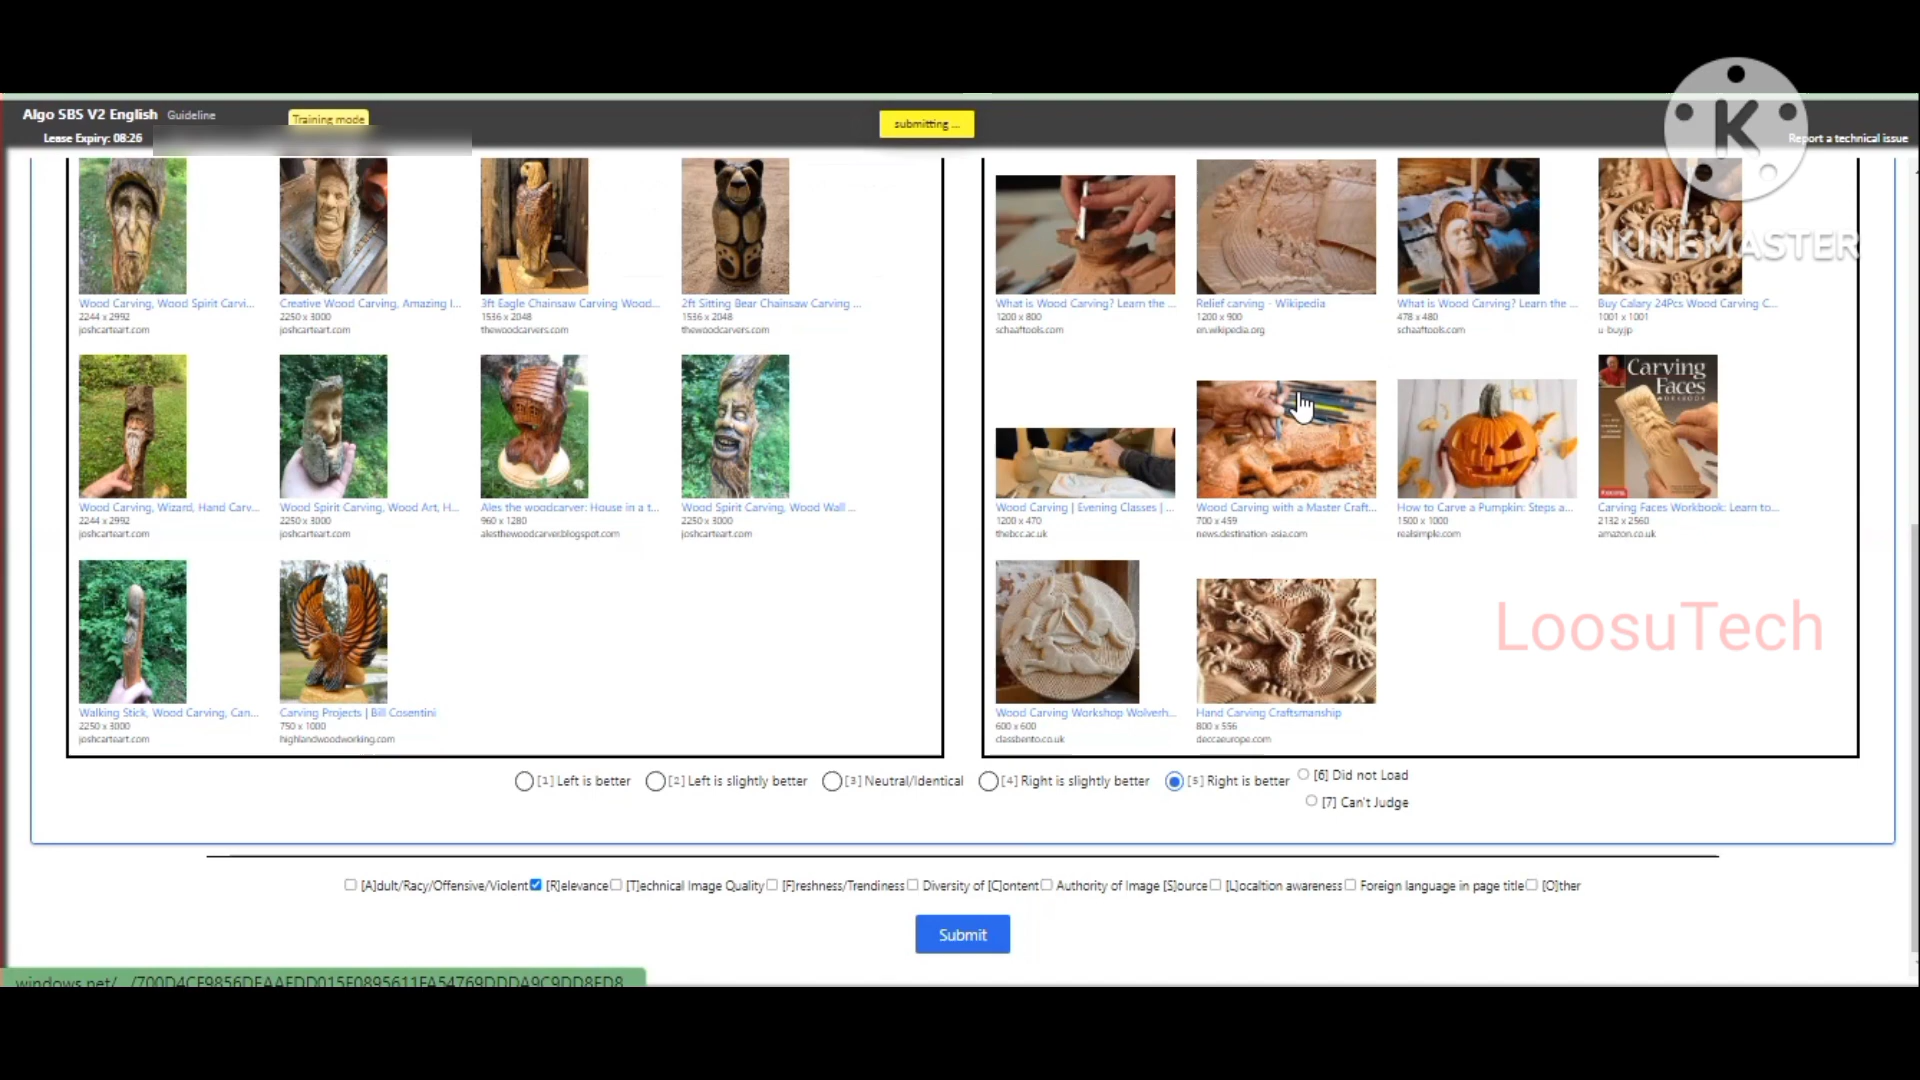 Algo SBS V2 English Guideline
Training mode
submitting ...
Lease Expiry: 08:26
Report a technical issue
K
KINEMASTER
Wood Carving, Wood Spirit Carvi...
2244 x 2992
joshcarteart.com
Creative Wood Carving, Amazing I...
2250 x 3000
joshcarteart.com
3ft Eagle Chainsaw Carving Wood...
1536 x 2048
thewoodcarvers.com
2ft Sitting Bear Chainsaw Carving ...
1536 x 2048
thewoodcarvers.com
Wood Carving, Wizard, Hand Carv...
2244 x 2992
joshcarteart.com
Wood Spirit Carving, Wood Art, H...
2250 x 3000
joshcarteart.com
Ales the woodcarver: House in a t...
960 x 1280
alesthewoodcarver.blogspot.com
Wood Spirit Carving, Wood Wall ...
2250 x 3000
joshcarteart.com
Walking Stick, Wood Carving, Can...
2250 x 3000
joshcarteart.com
Carving Projects | Bill Cosentini
750 x 1000
highlandwoodworking.com
What is Wood Carving? Learn the ...
1200 x 800
schaaftools.com
Relief carving - Wikipedia
1200 x 900
en.wikipedia.org
What is Wood Carving? Learn the ...
478 x 480
schaaftools.com
Buy Calary 24Pcs Wood Carving C...
1001 x 1001
u-buy.jp
Wood Carving | Evening Classes | ...
1200 x 470
thebcc.ac.uk
Wood Carving with a Master Craft...
700 x 459
news.destination-asia.com
How to Carve a Pumpkin: Steps a...
1500 x 1000
realsimple.com
Carving
Faces
Carving Faces Workbook: Learn to...
2132 x 2560
amazon.co.uk
Wood Carving Workshop Wolverh...
600 x 600
classbento.co.uk
Hand Carving Craftsmanship
800 x 556
deccaeurope.com
LoosuTech
[1] Left is better [2] Left is slightly better [3] Neutral/Identical [4] Right is slightly better [5] Right is better [6] Did not Load
[7] Can't Judge
[A]dult/Racy/Offensive/Violent [R]elevance [T]echnical Image Quality [F]reshness/Trendiness Diversity of [C]ontent Authority of Image [S]ource [L]ocaltion awareness Foreign language in page title [O]ther
Submit